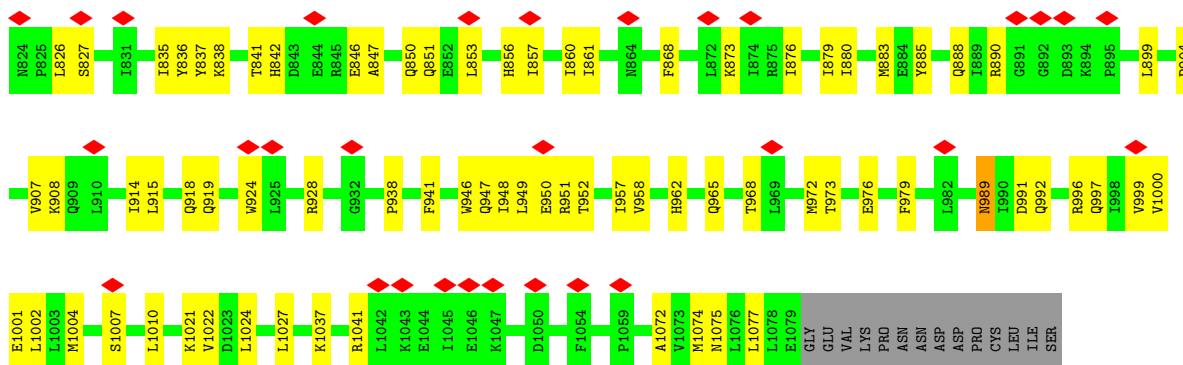 N824 P825 L826 S827 I831 I835 Y836 Y837 K838 T841 H842 D843 E844 R845 E846 A847 Q850 Q851 E852 L853 H856 I857 I860 I861 N864 F868 L872 K873 I874 R875 I876 I879 I880 M883 E884 Y885 Q888 I889 R890 G891 G892 D893 K894 P895 L899
V907 K908 Q909 L910 I914 L915 Q918 Q919 W924 L925 R928 G932 P938 F941 W946 Q947 I948 L949 E950 R951 T952 I957 V958 H962 Q965 T968 L969 M972 T973 E976 F979 L982 N989 I990 D991 Q992 R996 Q997 I998 V999 V1000
E1001 L1002 L1003 M1004 S1007 L1010 K1021 V1022 D1023 L1024 L1027 K1037 R1041 L1042 K1043 E1044 I1045 E1046 K1047 D1050 F1054 P1059 A1072 V1073 M1074 N1075 L1076 L1077 L1078 E1079 GLY GLU VAL LYS PRO ASN ASN ASP ASP PRO CYS LEU ILE SER